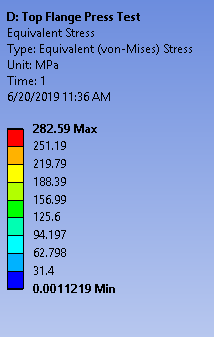 D: Top Flange Press Test
Equivalent Stress
Type: Equivalent (von-Mises) Stress
Unit: MPa
Time: 1
6/20/2019 11:36 AM
282.59 Max
251.19
219.79
188.39
156.99
125.6
94.197
62.798
31.4
0.0011219 Min